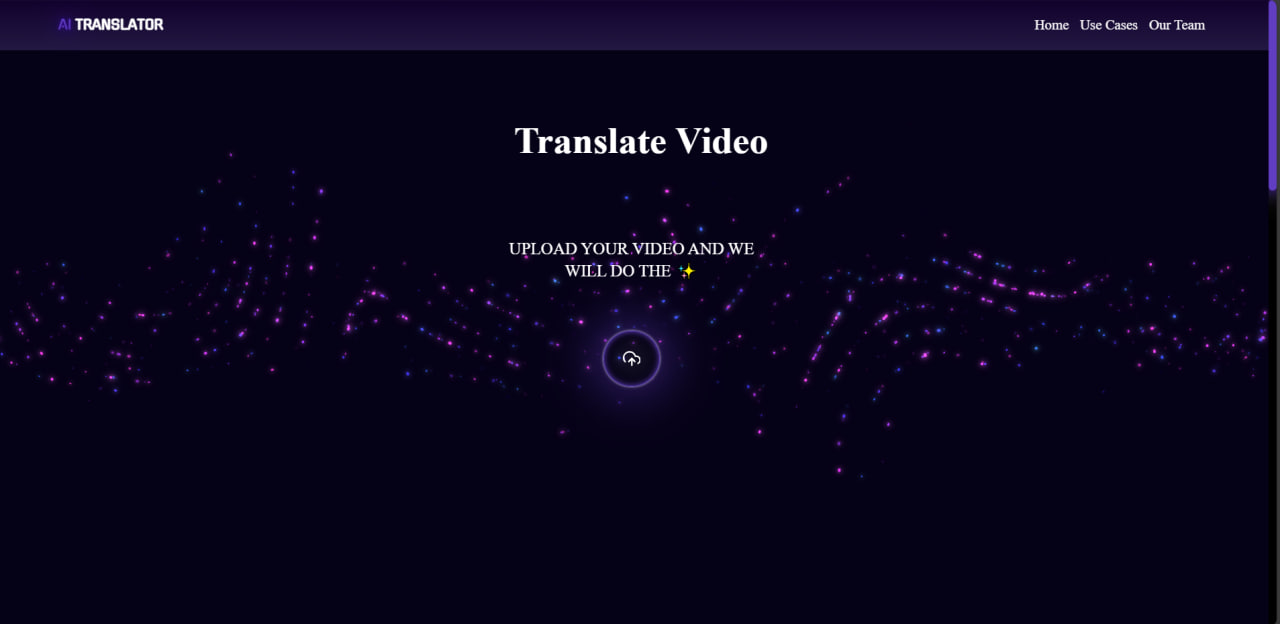 AI TRANSLATOR
Home Use Cases Our Team
Translate Video
UPLOAD YOUR VIDEO AND WE
WILL DO THE ✨